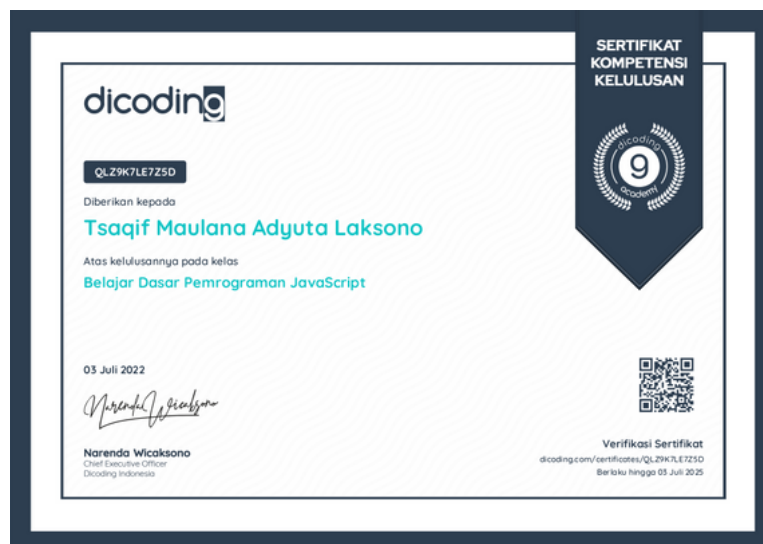 SERTIFIKAT
KOMPETENSI
KELULUSAN
dicoding
dicoding
9
academy
QLZ9K7LE7Z5D
Diberikan kepada
Tsaqif Maulana Adyuta Laksono
Atas kelulusannya pada kelas
Belajar Dasar Pemrograman JavaScript
03 Juli 2022
Narenda Wicaksono
Narenda Wicaksono
Chief Executive Officer
Dicoding Indonesia
Verifikasi Sertifikat
dicoding.com/certificates/QLZ9K7LE7Z5D
Berlaku hingga 03 Juli 2025